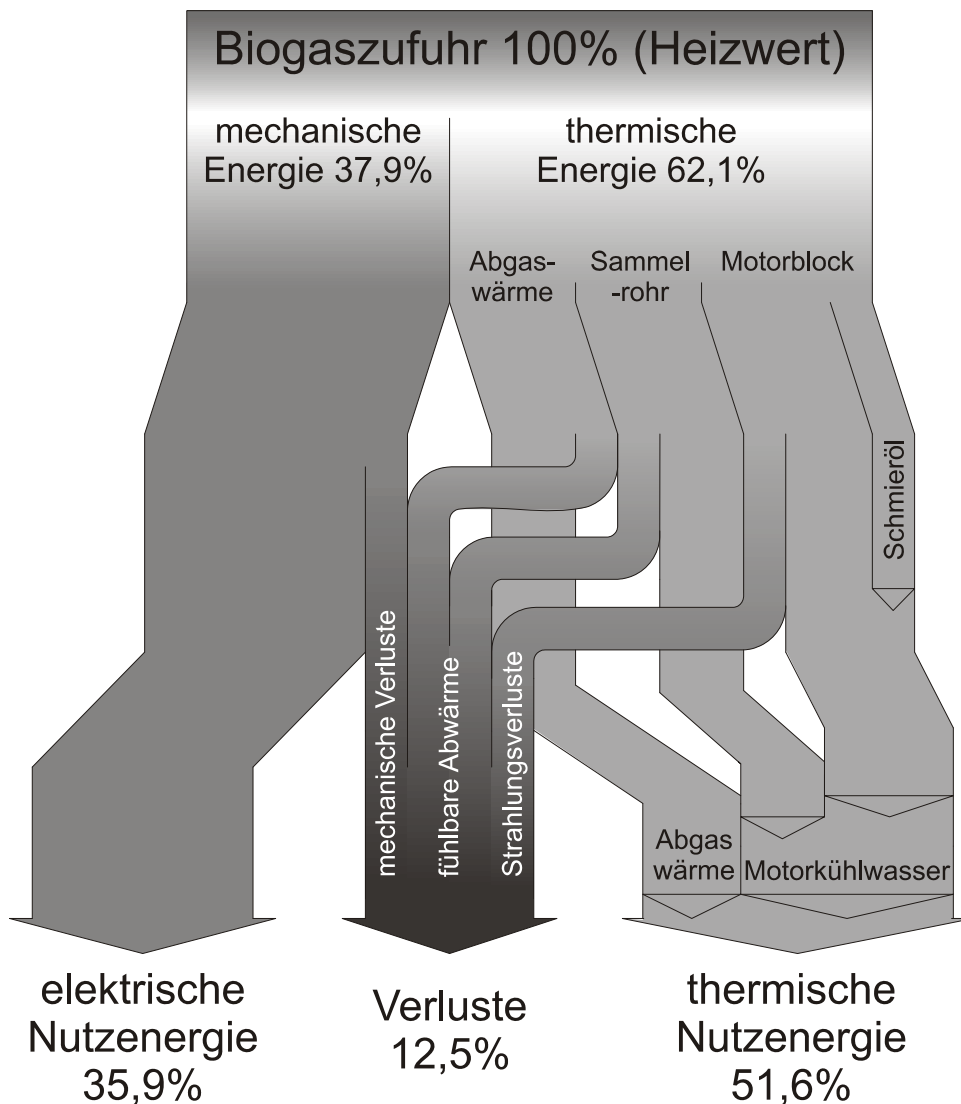 Biogaszufuhr 100% (Heizwert)
mechanische
Energie 37,9%
thermische
Energie 62,1%
Abgas-
wärme
Sammel
-rohr
Motorblock
Schmieröl
mechanische Verluste
fühlbare Abwärme
Strahlungsverluste
Abgas
wärme
Motorkühlwasser
elektrische
Nutzenergie
35,9%
Verluste
12,5%
thermische
Nutzenergie
51,6%